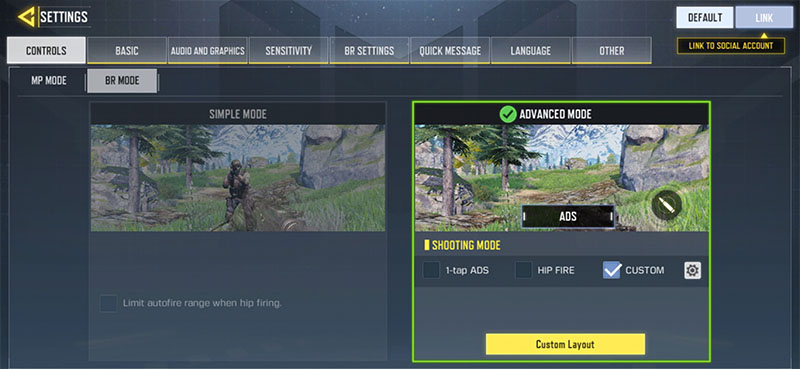 SETTINGS
DEFAULT
LINK
LINK TO SOCIAL ACCOUNT
CONTROLS
BASIC
AUDIO AND GRAPHICS
SENSITIVITY
BR SETTINGS
QUICK MESSAGE
LANGUAGE
OTHER
MP MODE
BR MODE
SIMPLE MODE
Limit autofire range when hip firing.
ADVANCED MODE
ADS
SHOOTING MODE
1-tap ADS
HIP FIRE
CUSTOM
Custom Layout